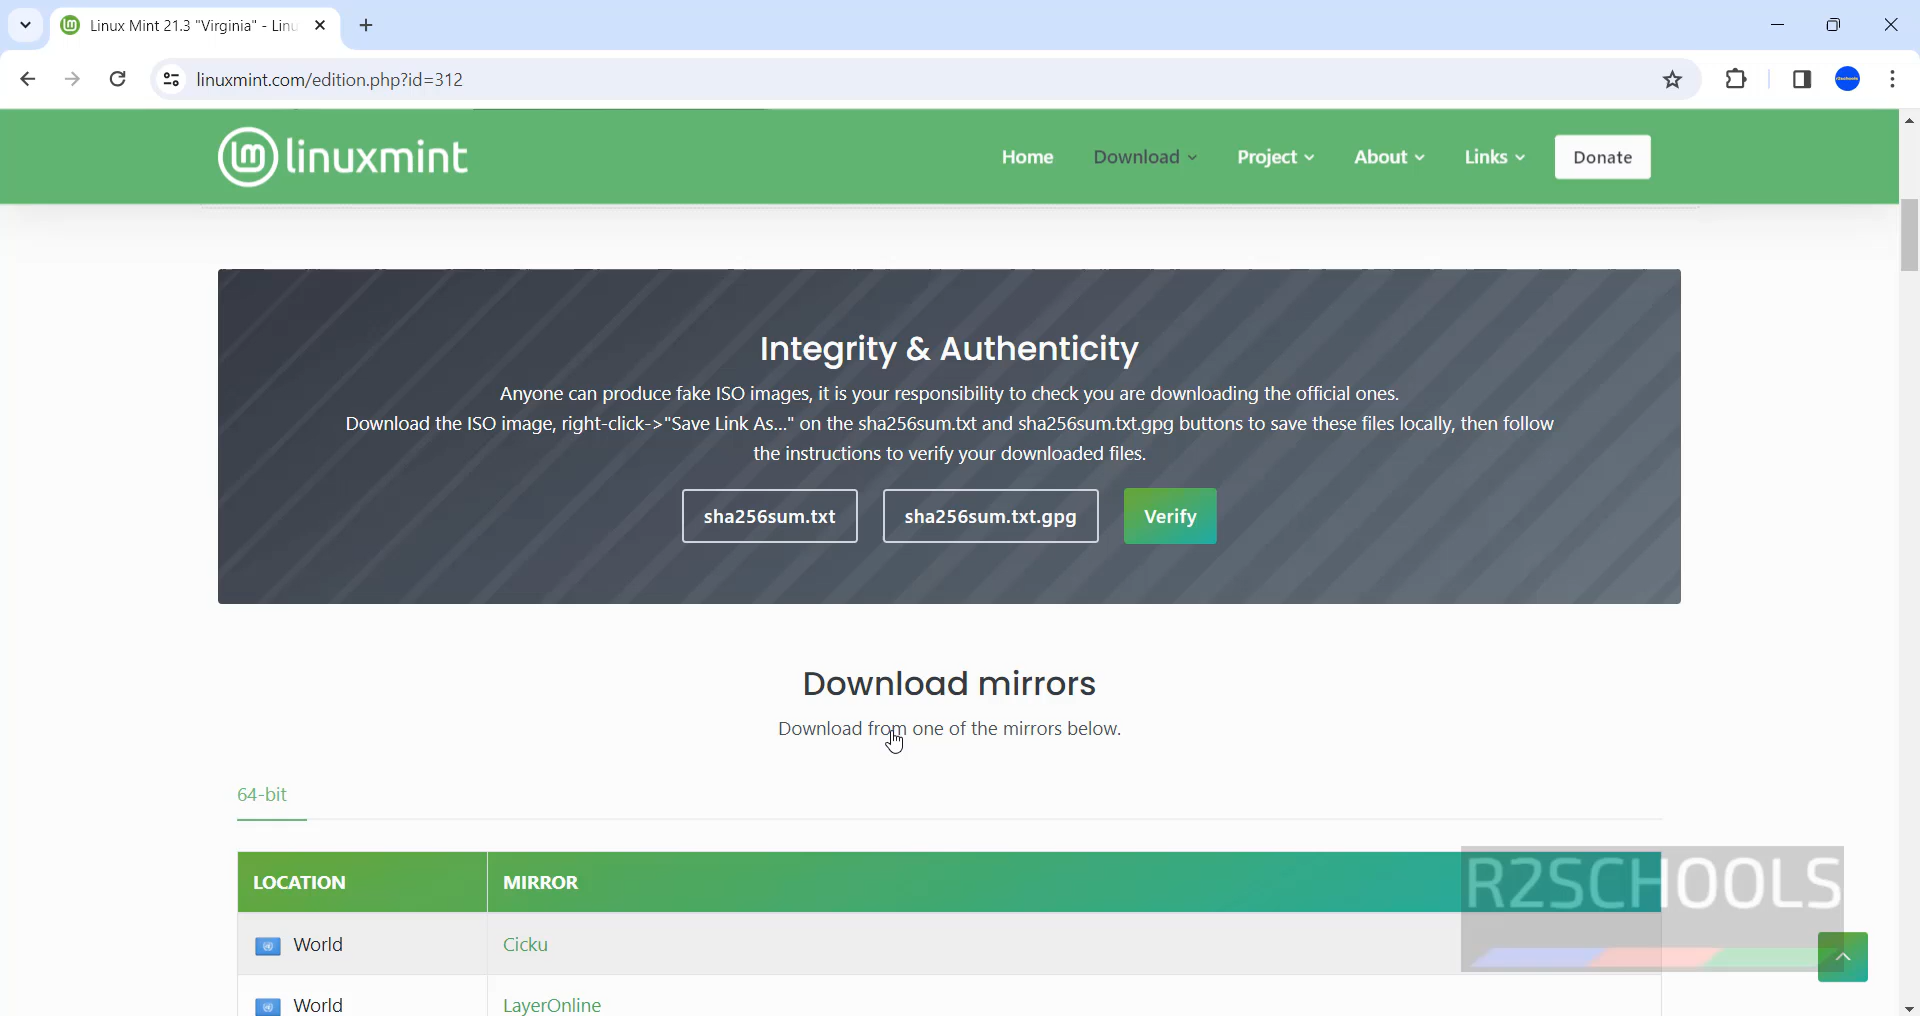 Linux Mint 21.3 "Virginia" - Linu
linuxmint.com/edition.php?id=312
linuxmint
Home
Download
Project
About
Links
Donate
Integrity & Authenticity
Anyone can produce fake ISO images, it is your responsibility to check you are downloading the official ones.
Download the ISO image, right-click->"Save Link As..." on the sha256sum.txt and sha256sum.txt.gpg buttons to save these files locally, then follow
the instructions to verify your downloaded files.
sha256sum.txt
sha256sum.txt.gpg
Verify
Download mirrors
Download from one of the mirrors below.
64-bit
LOCATION
MIRROR
R2SCHOOLS
World
Cicku
World
LayerOnline